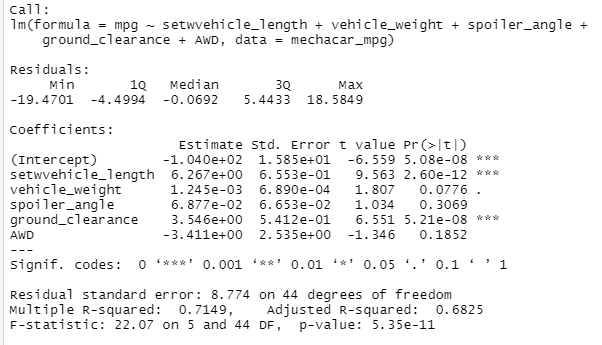 Call:
lm(formula = mpg ~ setwvehicle_length + vehicle_weight + spoiler_angle +
    ground_clearance + AWD, data = mechacar_mpg)

Residuals:
     Min       1Q   Median       3Q      Max
-19.4701  -4.4994  -0.0692   5.4433  18.5849

Coefficients:
                     Estimate Std. Error t value Pr(>|t|)
(Intercept)        -1.040e+02  1.585e+01  -6.559 5.08e-08 ***
setwvehicle_length  6.267e+00  6.553e-01   9.563 2.60e-12 ***
vehicle_weight      1.245e-03  6.890e-04   1.807   0.0776 .
spoiler_angle       6.877e-02  6.653e-02   1.034   0.3069
ground_clearance    3.546e+00  5.412e-01   6.551 5.21e-08 ***
AWD                -3.411e+00  2.535e+00  -1.346   0.1852
---
Signif. codes:  0 ‘***’ 0.001 ‘**’ 0.01 ‘*’ 0.05 ‘.’ 0.1 ‘ ’ 1

Residual standard error: 8.774 on 44 degrees of freedom
Multiple R-squared:  0.7149,    Adjusted R-squared:  0.6825
F-statistic: 22.07 on 5 and 44 DF,  p-value: 5.35e-11